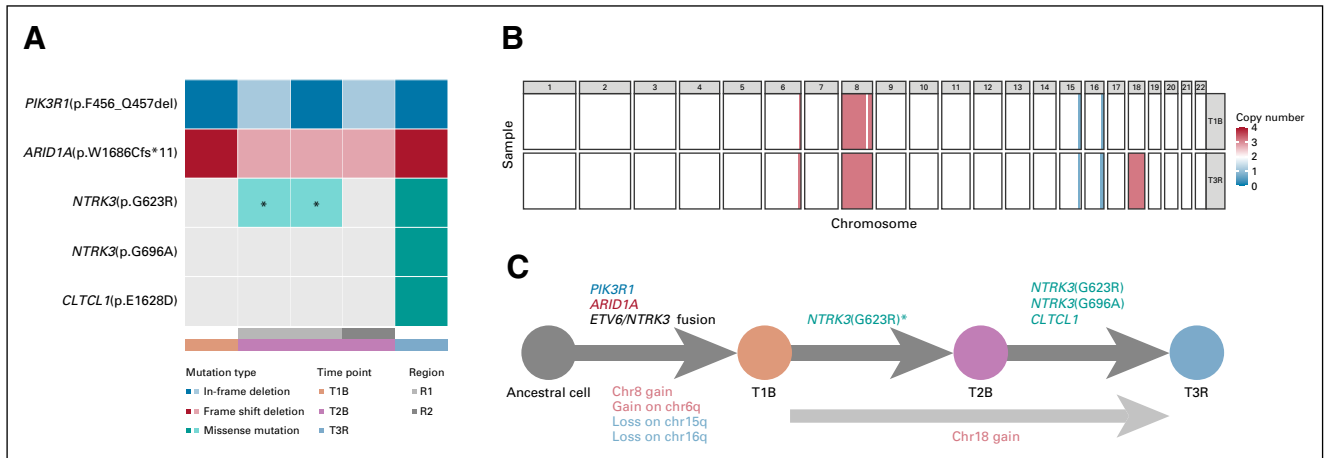 A
PIK3R1(p.F456_Q457del)
ARID1A(p.W1686Cfs*11)
NTRK3(p.G623R)
* *
NTRK3(p.G696A)
CLTCL1(p.E1628D)
Mutation type
In-frame deletion
Frame shift deletion
Missense mutation
Time point
T1B
T2B
T3R
Region
R1
R2
B
1 2 3 4 5 6 7 8 9 10 11 12 13 14 15 16 17 18 19 20 21 22
Sample
T1B
T3R
Chromosome
Copy number
4
3
2
1
0
C
PIK3R1
ARID1A
ETV6/NTRK3 fusion
NTRK3(G623R)*
NTRK3(G623R)
NTRK3(G696A)
CLTCL1
Ancestral cell
T1B
T2B
T3R
Chr8 gain
Gain on chr6q
Loss on chr15q
Loss on chr16q
Chr18 gain